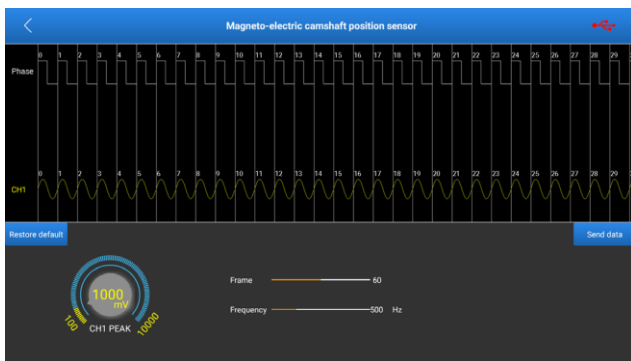 Magneto-electric camshaft position sensor
0 1 2 3 4 5 6 7 8 9 10 11 12 13 14 15 16 17 18 19 20 21 22 23 24 25 26 27 28 29
Phase
0 1 2 3 4 5 6 7 8 9 10 11 12 13 14 15 16 17 18 19 20 21 22 23 24 25 26 27 28 29
CH1
Restore default
Send data
1000
mV
100 CH1 PEAK 10000
Frame 60
Frequency 500 Hz